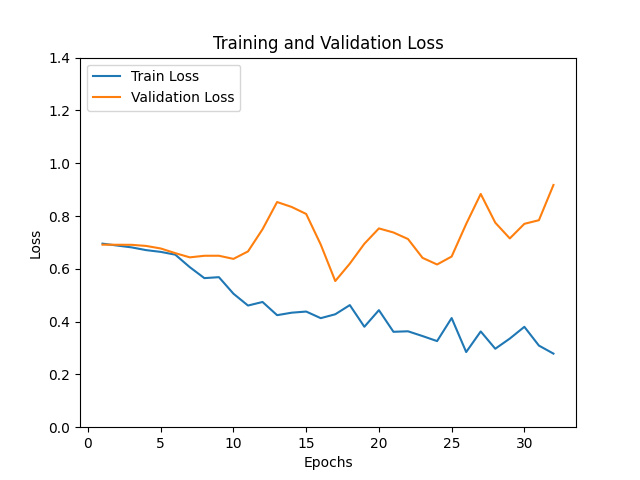 Training and Validation Loss
Train Loss
Validation Loss
Loss
1.4
1.2
1.0
0.8
0.6
0.4
0.2
0.0
0 5 10 15 20 25 30
Epochs